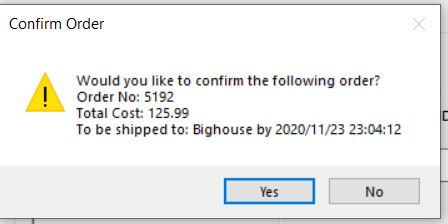 Confirm Order
Would you like to confirm the following order?
Order No: 5192
Total Cost: 125.99
To be shipped to: Bighouse by 2020/11/23 23:04:12
Yes
No